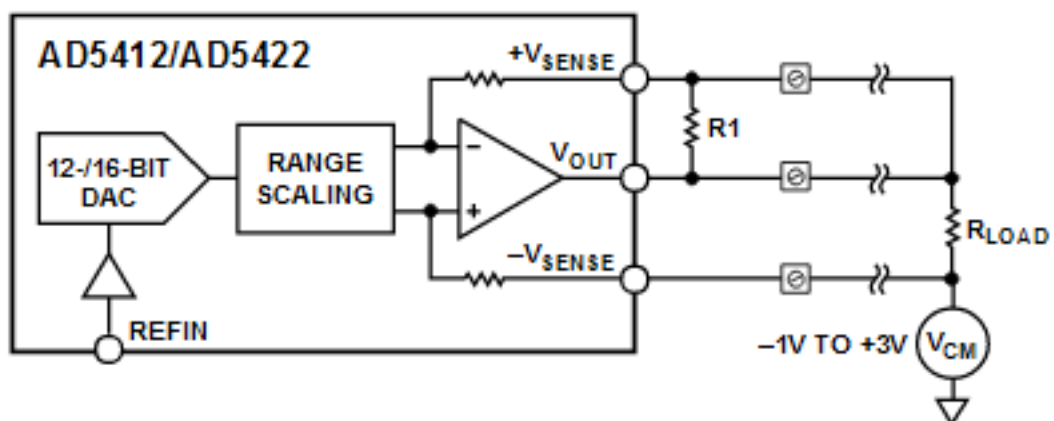 AD5412/AD5422
+VSENSE
12-/16-BIT
DAC
RANGE
SCALING
−
+
VOUT
R1
–VSENSE
REFIN
RLOAD
–1V TO +3V
VCM